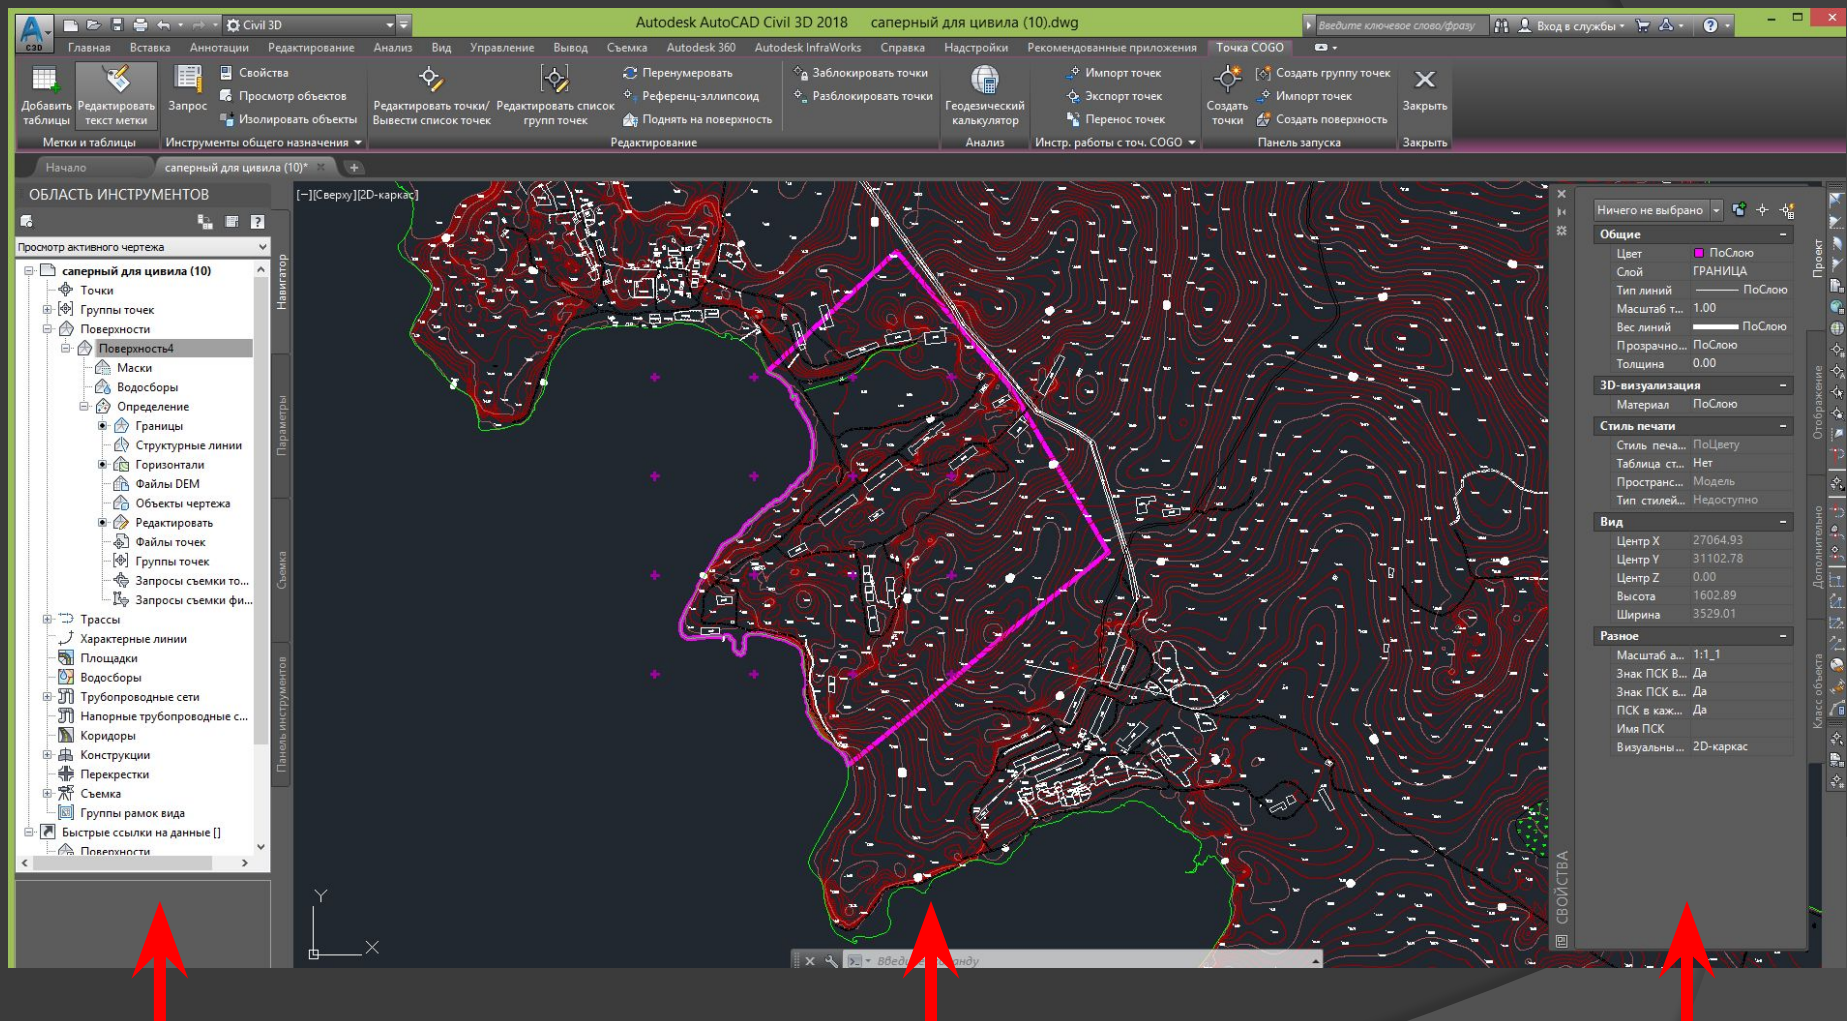 Civil 3D
Autodesk AutoCAD Civil 3D 2018 саперный для цивила (10).dwg
Введите ключевое слово/фразу
Вход в службы
C3D
Главная Вставка Аннотации Редактирование Анализ Вид Управление Вывод Съемка Autodesk 360 Autodesk InfraWorks Справка Надстройки Рекомендованные приложения Точка COGO
Добавить таблицы
Редактировать текст метки
Метки и таблицы
Запрос
Свойства
Просмотр объектов
Изолировать объекты
Инструменты общего назначения
Редактировать точки/ Вывести список точек
Редактировать список групп точек
Перенумеровать
Референц-эллипсоид
Поднять на поверхность
Заблокировать точки
Разблокировать точки
Редактирование
Геодезический калькулятор
Анализ
Импорт точек
Экспорт точек
Перенос точек
Инстр. работы с точ. COGO
Создать точки
Создать группу точек
Импорт точек
Создать поверхность
Панель запуска
Закрыть
Закрыть
Начало
саперный для цивила (10)*
ОБЛАСТЬ ИНСТРУМЕНТОВ
Просмотр активного чертежа
саперный для цивила (10)
Точки
Группы точек
Поверхности
Поверхность4
Маски
Водосборы
Определение
Границы
Структурные линии
Горизонтали
Файлы DEM
Объекты чертежа
Редактировать
Файлы точек
Группы точек
Запросы съемки то...
Запросы съемки фи...
Трассы
Характерные линии
Площадки
Водосборы
Трубопроводные сети
Напорные трубопроводные с...
Коридоры
Конструкции
Перекрестки
Съемка
Группы рамок вида
Быстрые ссылки на данные []
Поверхности
Навигатор
Параметры
Съемка
Панель инструментов
[−][Сверху][2D-каркас]
Y
X
СВОЙСТВА
Ничего не выбрано
Общие
Цвет ПоСлою
Слой ГРАНИЦА
Тип линий ПоСлою
Масштаб т... 1.00
Вес линий ПоСлою
Прозрачно... ПоСлою
Толщина 0.00
3D-визуализация
Материал ПоСлою
Стиль печати
Стиль печа... ПоЦвету
Таблица ст... Нет
Пространс... Модель
Тип стилей... Недоступно
Вид
Центр X 27064.93
Центр Y 31102.78
Центр Z 0.00
Высота 1602.89
Ширина 3529.01
Разное
Масштаб а... 1:1_1
Знак ПСК В... Да
Знак ПСК в... Да
ПСК в каж... Да
Имя ПСК
Визуальны... 2D-каркас
Проект
Отображение
Дополнительно
Класс объекта